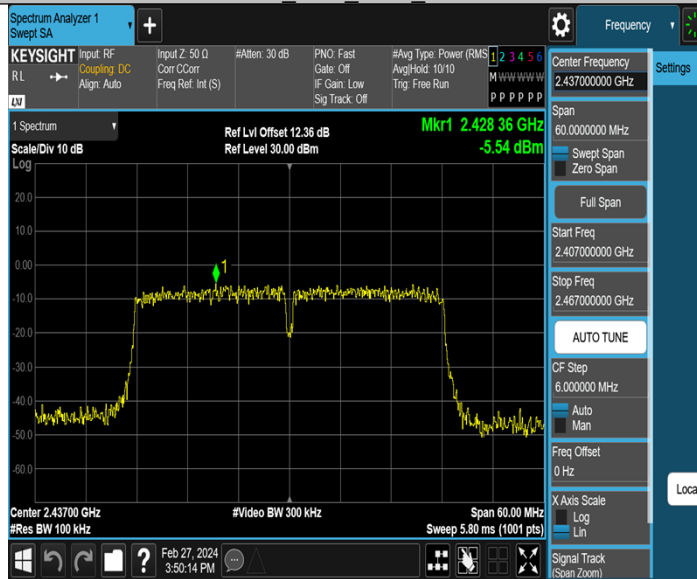 Spectrum Analyzer 1
Swept SA
+
Frequency
KEYSIGHT
RL
LXI
Input: RF
Coupling: DC
Align: Auto
Input Z: 50 Ω
Corr CCorr
Freq Ref: Int (S)
#Atten: 30 dB
PNO: Fast
Gate: Off
IF Gain: Low
Sig Track: Off
#Avg Type: Power (RMS
Avg|Hold: 10/10
Trig: Free Run
1 2 3 4 5 6
M W W W W W
P P P P P P
1 Spectrum
Scale/Div 10 dB
Log
Ref Lvl Offset 12.36 dB
Ref Level 30.00 dBm
Mkr1 2.428 36 GHz
-5.54 dBm
20.0
10.0
0.00
-10.0
-20.0
-30.0
-40.0
-50.0
-60.0
1
Center 2.43700 GHz
#Res BW 100 kHz
#Video BW 300 kHz
Span 60.00 MHz
Sweep 5.80 ms (1001 pts)
?
Feb 27, 2024
3:50:14 PM
Center Frequency
2.437000000 GHz
Span
60.0000000 MHz
Swept Span
Zero Span
Full Span
Start Freq
2.407000000 GHz
Stop Freq
2.467000000 GHz
AUTO TUNE
CF Step
6.000000 MHz
Auto
Man
Freq Offset
0 Hz
X Axis Scale
Log
Lin
Signal Track
(Span Zoom)
Settings
Loca